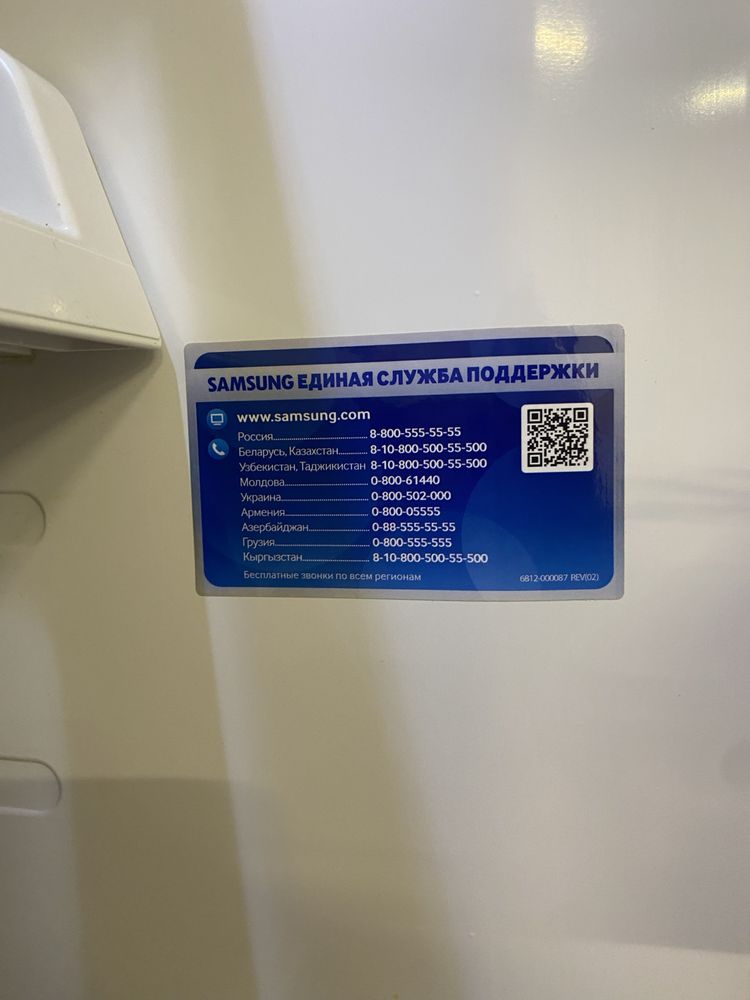 SAMSUNG ЕДИНАЯ СЛУЖБА ПОДДЕРЖКИ
www.samsung.com
Россия 8-800-555-55-55
Беларусь, Казахстан 8-10-800-500-55-500
Узбекистан, Таджикистан 8-10-800-500-55-500
Молдова 0-800-61440
Украина 0-800-502-000
Армения 0-800-05555
Азербайджан 0-88-555-55-55
Грузия 0-800-555-555
Кыргызстан 8-10-800-500-55-500
Бесплатные звонки по всем регионам 6812-000087 REV(02)